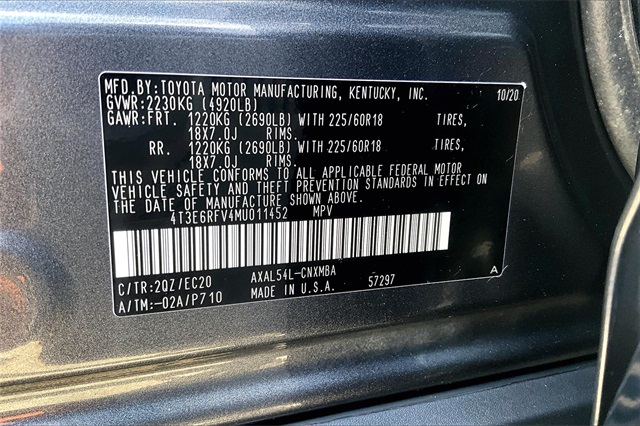 MFD.BY:TOYOTA MOTOR MANUFACTURING, KENTUCKY, INC. 10/20
GVWR:2230KG (4920LB)
GAWR:FRT. 1220KG (2690LB) WITH 225/60R18 TIRES,
18X7.0J RIMS.
RR. 1220KG (2690LB) WITH 225/60R18 TIRES,
18X7.0J RIMS.
THIS VEHICLE CONFORMS TO ALL APPLICABLE FEDERAL MOTOR
VEHICLE SAFETY AND THEFT PREVENTION STANDARDS IN EFFECT ON
THE DATE OF MANUFACTURE SHOWN ABOVE.
4T3E6RFV4MU011452 MPV
C/TR:2QZ/EC20 AXAL54L-CNXMBA A
A/TM:-02A/P710 MADE IN U.S.A. 57297